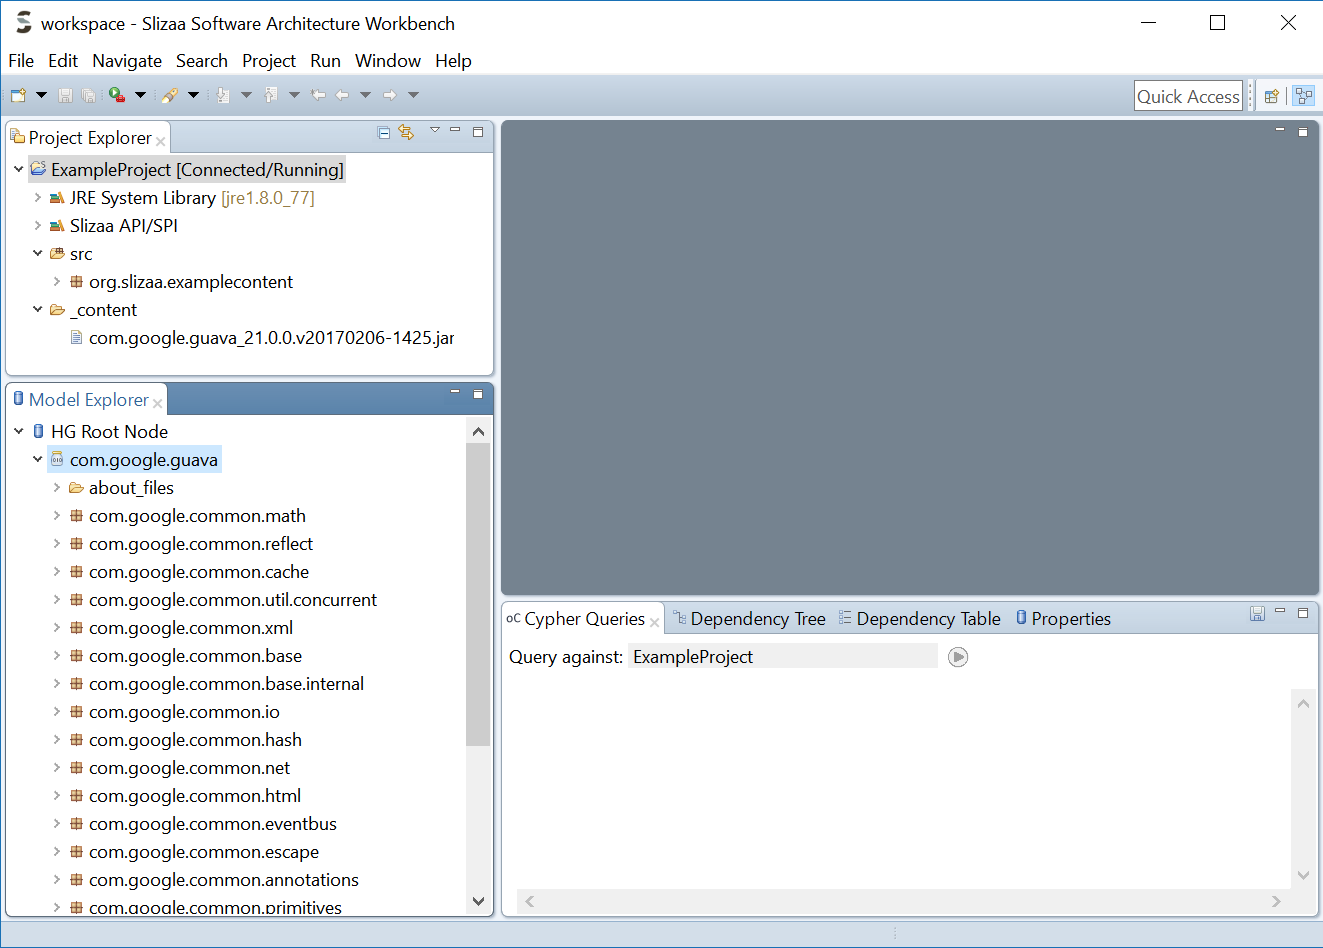 workspace - Slizaa Software Architecture Workbench
File Edit Navigate Search Project Run Window Help
Quick Access
Project Explorer
ExampleProject [Connected/Running]
JRE System Library [jre1.8.0_77]
Slizaa API/SPI
src
org.slizaa.examplecontent
_content
com.google.guava_21.0.0.v20170206-1425.jar
Model Explorer
HG Root Node
com.google.guava
about_files
com.google.common.math
com.google.common.reflect
com.google.common.cache
com.google.common.util.concurrent
com.google.common.xml
com.google.common.base
com.google.common.base.internal
com.google.common.io
com.google.common.hash
com.google.common.net
com.google.common.html
com.google.common.eventbus
com.google.common.escape
com.google.common.annotations
com.google.common.primitives
oC Cypher Queries Dependency Tree Dependency Table Properties
Query against: ExampleProject